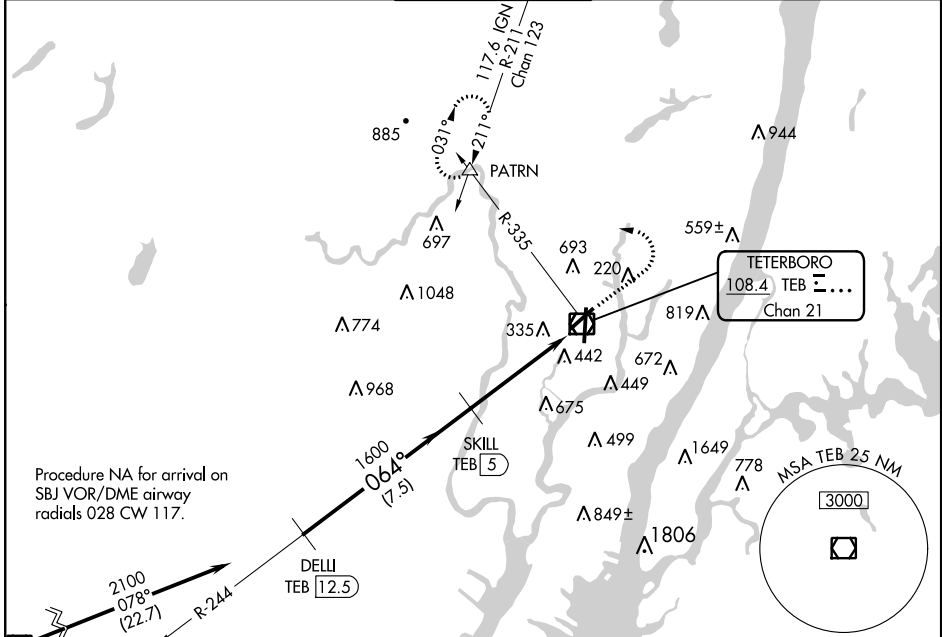 117.6 IGN
R-211
Chan 123
885
031°
211°
944
PATRN
R-335
697
693
220
559±
TETERBORO
108.4 TEB
Chan 21
1048
774
335
819
442
672
968
449
675
SKILL
TEB 5
499
1649
778
1600
064°
(7.5)
Procedure NA for arrival on
SBJ VOR/DME airway
radials 028 CW 117.
MSA TEB 25 NM
3000
849±
1806
DELLI
TEB 12.5
2100
078°
(22.7)
R-244